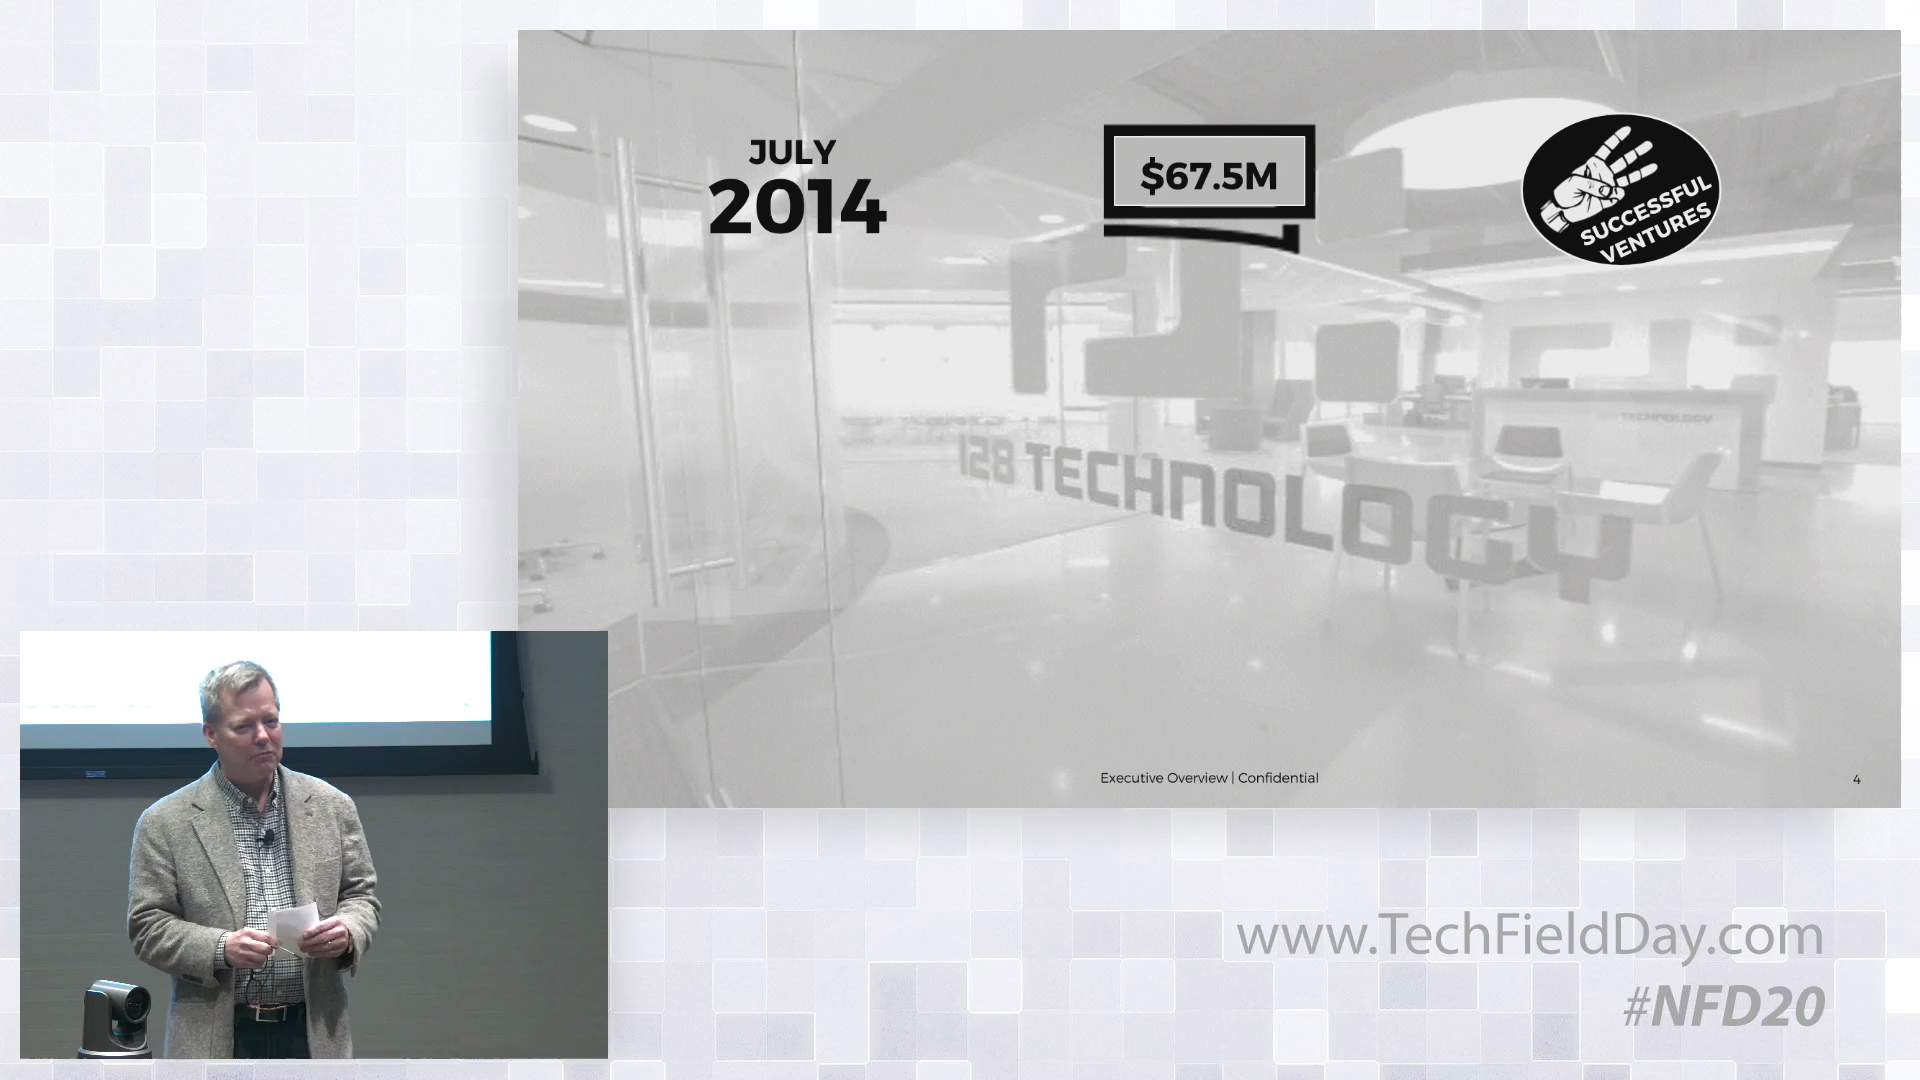 JULY
2014
$67.5M
SUCCESSFUL
VENTURES
TECHNOLOGY
128 TECHNOLOGY
Executive Overview | Confidential
4
www.TechFieldDay.com
#NFD20